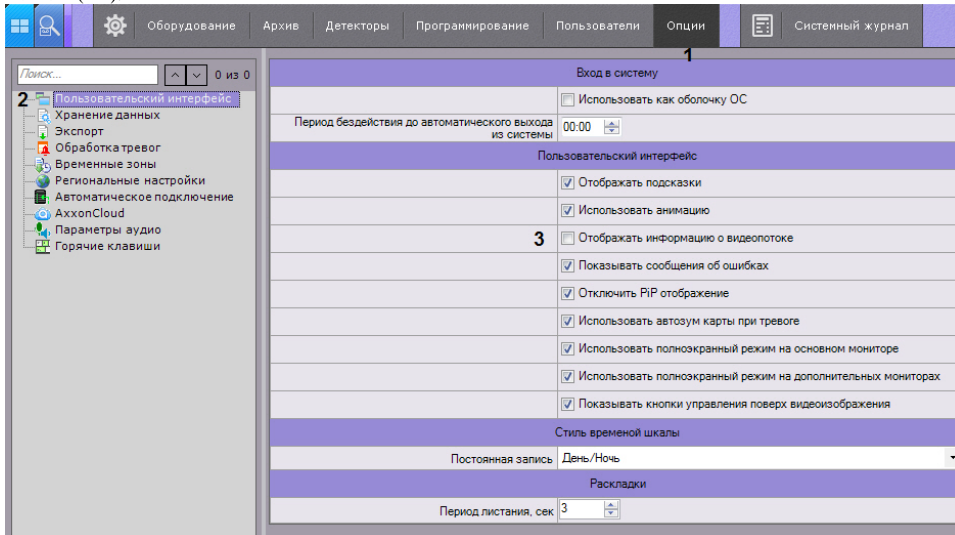 Оборудование Архив Детекторы Программирование Пользователи Опции Системный журнал
1
Поиск... 0 из 0
2 Пользовательский интерфейс
Хранение данных
Экспорт
Обработка тревог
Временные зоны
Региональные настройки
Автоматическое подключение
AxxonCloud
Параметры аудио
Горячие клавиши
Вход в систему
Использовать как оболочку ОС
Период бездействия до автоматического выхода
из системы 00:00
Пользовательский интерфейс
Отображать подсказки
Использовать анимацию
3 Отображать информацию о видеопотоке
Показывать сообщения об ошибках
Отключить PiP отображение
Использовать автозум карты при тревоге
Использовать полноэкранный режим на основном мониторе
Использовать полноэкранный режим на дополнительных мониторах
Показывать кнопки управления поверх видеоизображения
Стиль временой шкалы
Постоянная запись День/Ночь
Раскладки
Период листания, сек 3